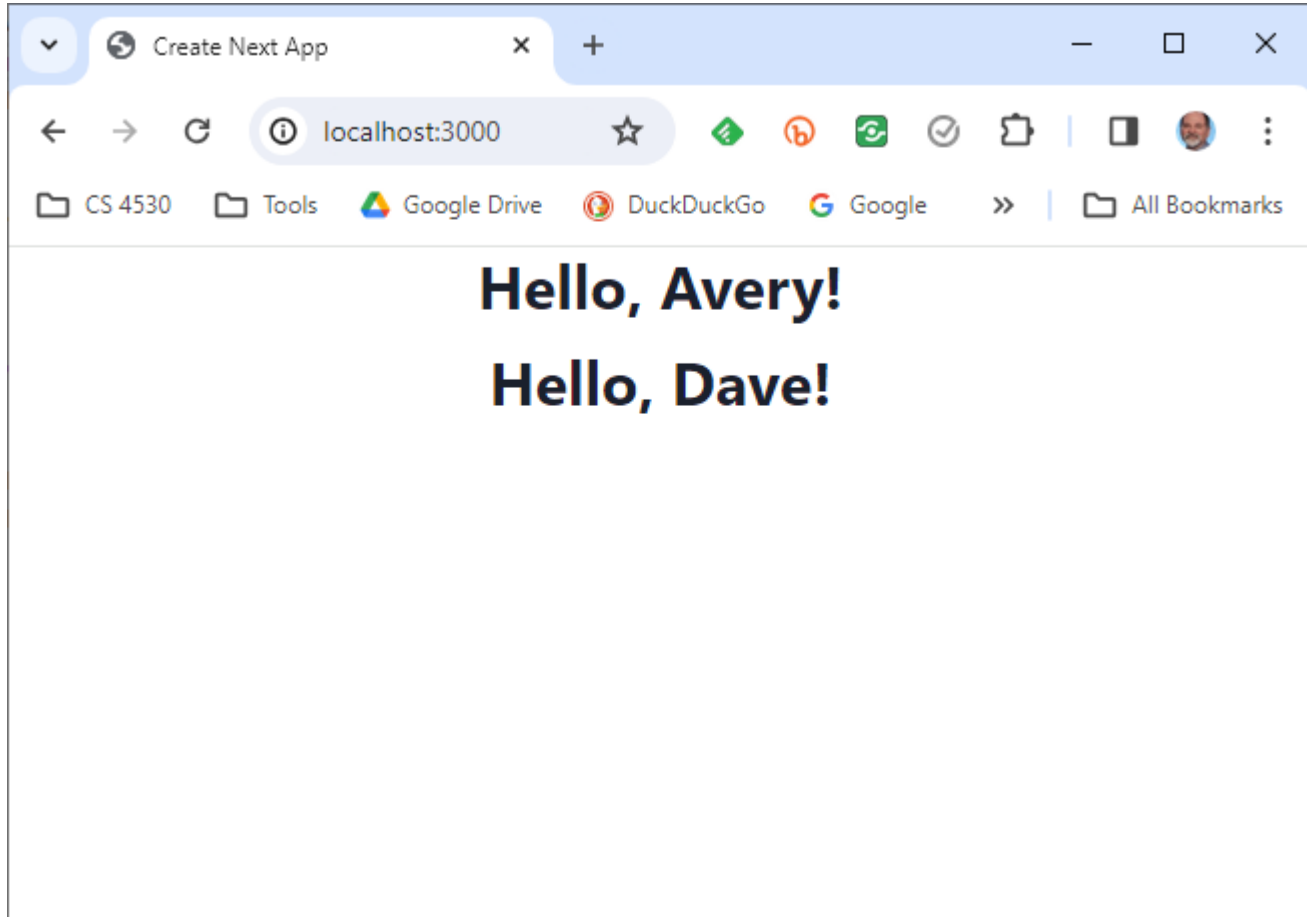 Create Next App
localhost:3000
CS 4530 Tools Google Drive DuckDuckGo Google All Bookmarks
Hello, Avery!
Hello, Dave!